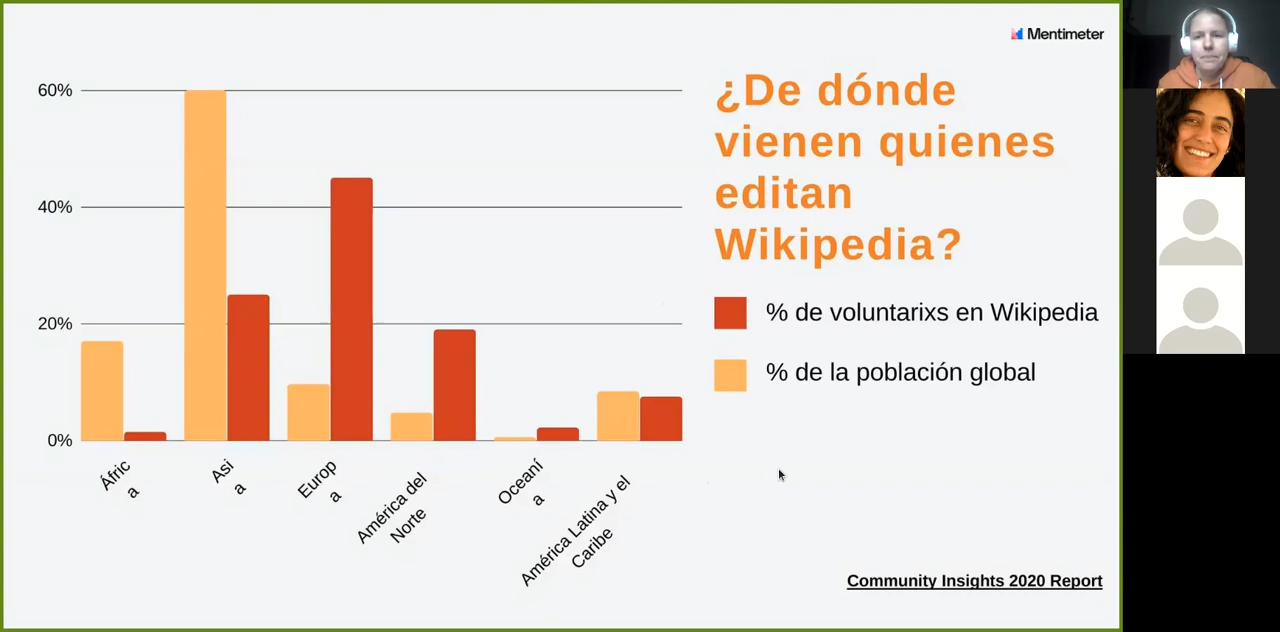 Mentimeter
¿De dónde
vienen quienes
editan
Wikipedia?
% de voluntarixs en Wikipedia
% de la población global
60%
40%
20%
0%
Áfric
a
Asi
a
Europ
a
América del
Norte
Oceaní
a
América Latina y el
Caribe
Community Insights 2020 Report